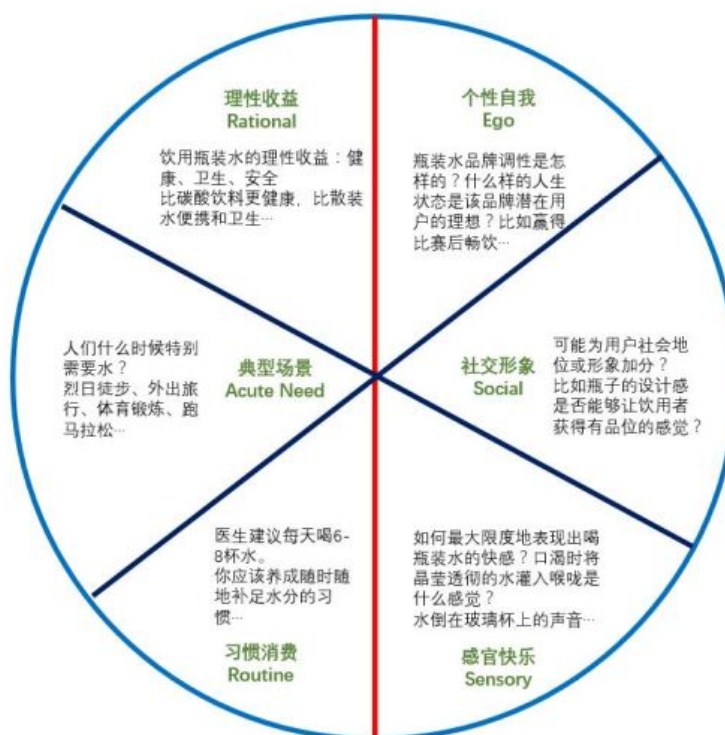 理性收益
Rational
饮用瓶装水的理性收益：健
康、卫生、安全
比碳酸饮料更健康，比散装
水便携和卫生…
个性自我
Ego
瓶装水品牌调性是怎
样的？什么样的人生
状态是该品牌潜在用
户的理想？比如赢得
比赛后畅饮…
人们什么时候特别
需要水？
烈日徒步、外出旅
行、体育锻炼、跑
马拉松…
典型场景
Acute Need
社交形象
Social
可能为用户社会地
位或形象加分？
比如瓶子的设计感
是否能够让饮用者
获得有品位的感觉？
医生建议每天喝6-
8杯水。
你应该养成随时随
地补足水分的习
惯…
习惯消费
Routine
如何最大限度地表现出喝
瓶装水的快感？口渴时将
晶莹透彻的水灌入喉咙是
什么感觉？
水倒在玻璃杯上的声音…
感官快乐
Sensory